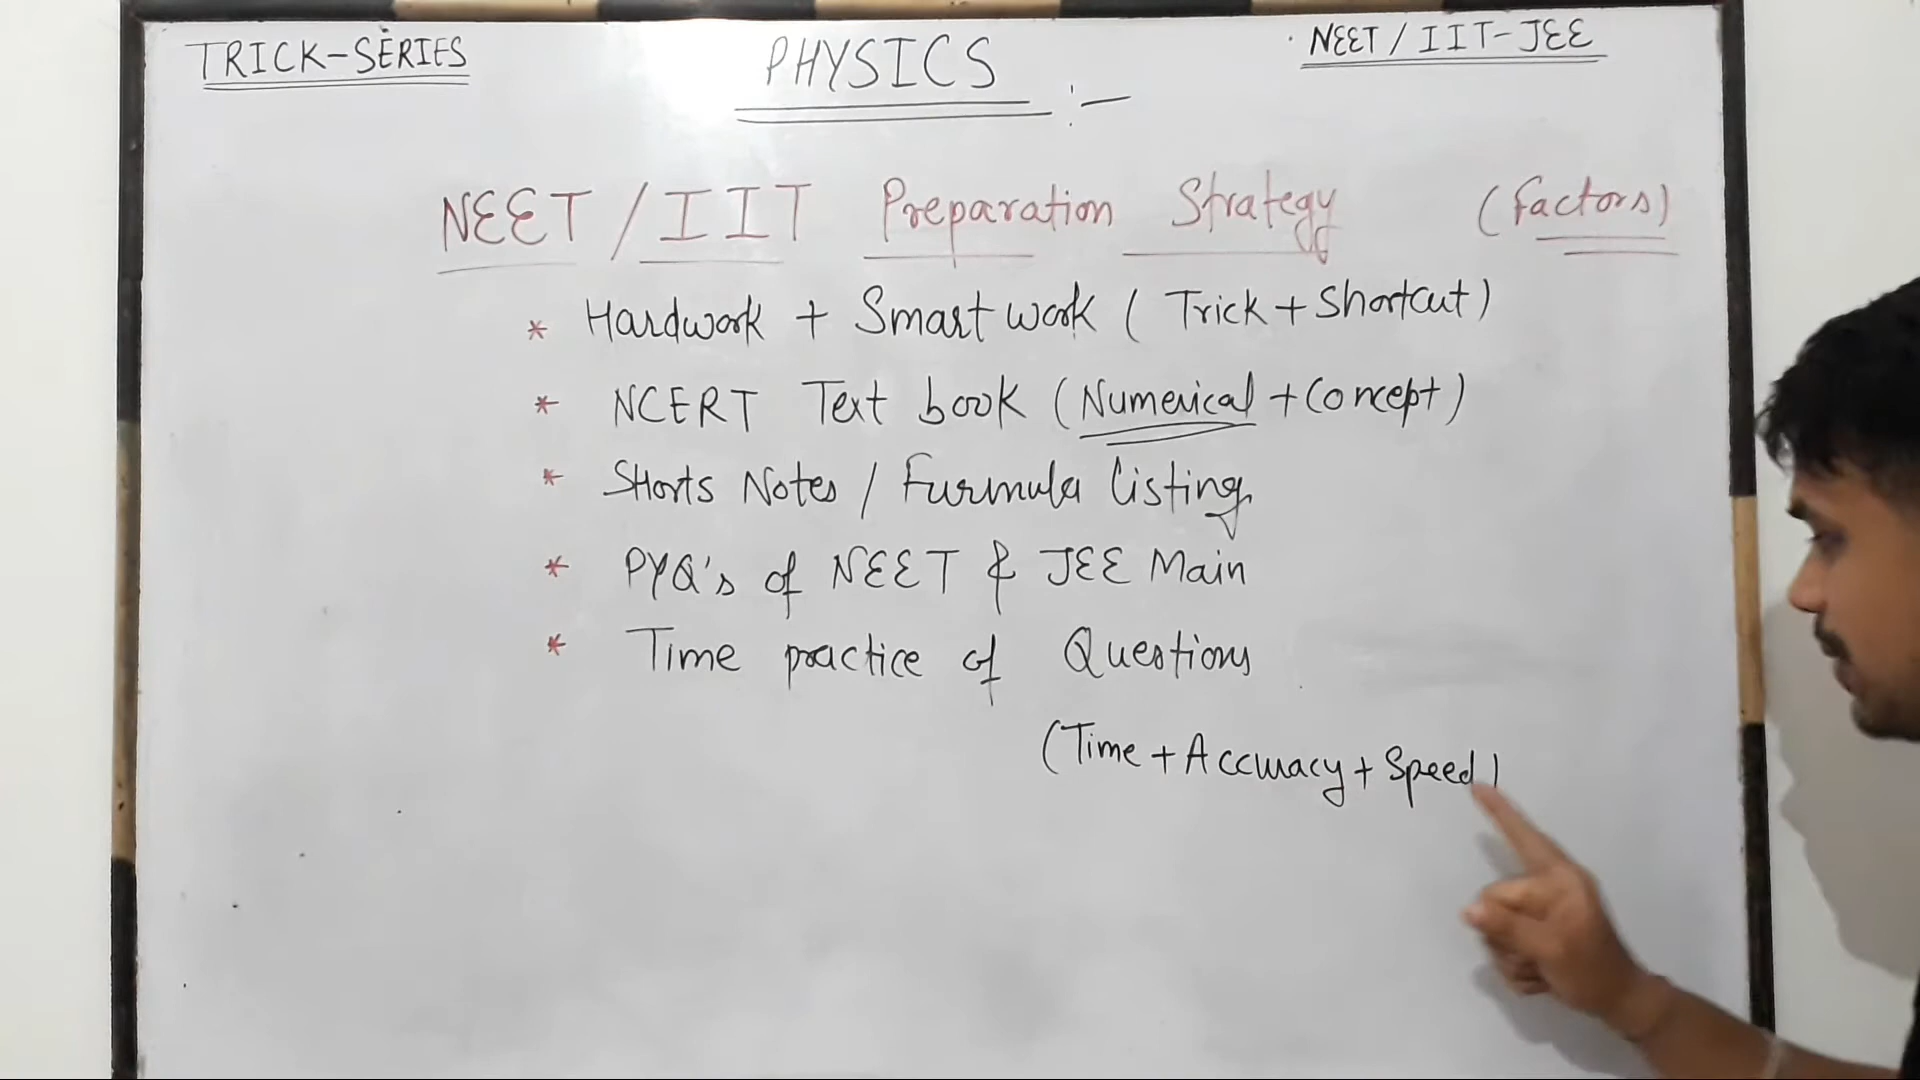 TRICK-SERIES
PHYSICS :-
NEET / IIT-JEE
NEET / IIT Preparation Strategy (Factors)
* Hardwork + Smart work ( Trick + Shortcut )
* NCERT Text book ( Numerical + Concept )
* Shorts Notes / Furmula Listing
* PYQ's of NEET & JEE Main
* Time practice of Questions
(Time + Accuracy + Speed)